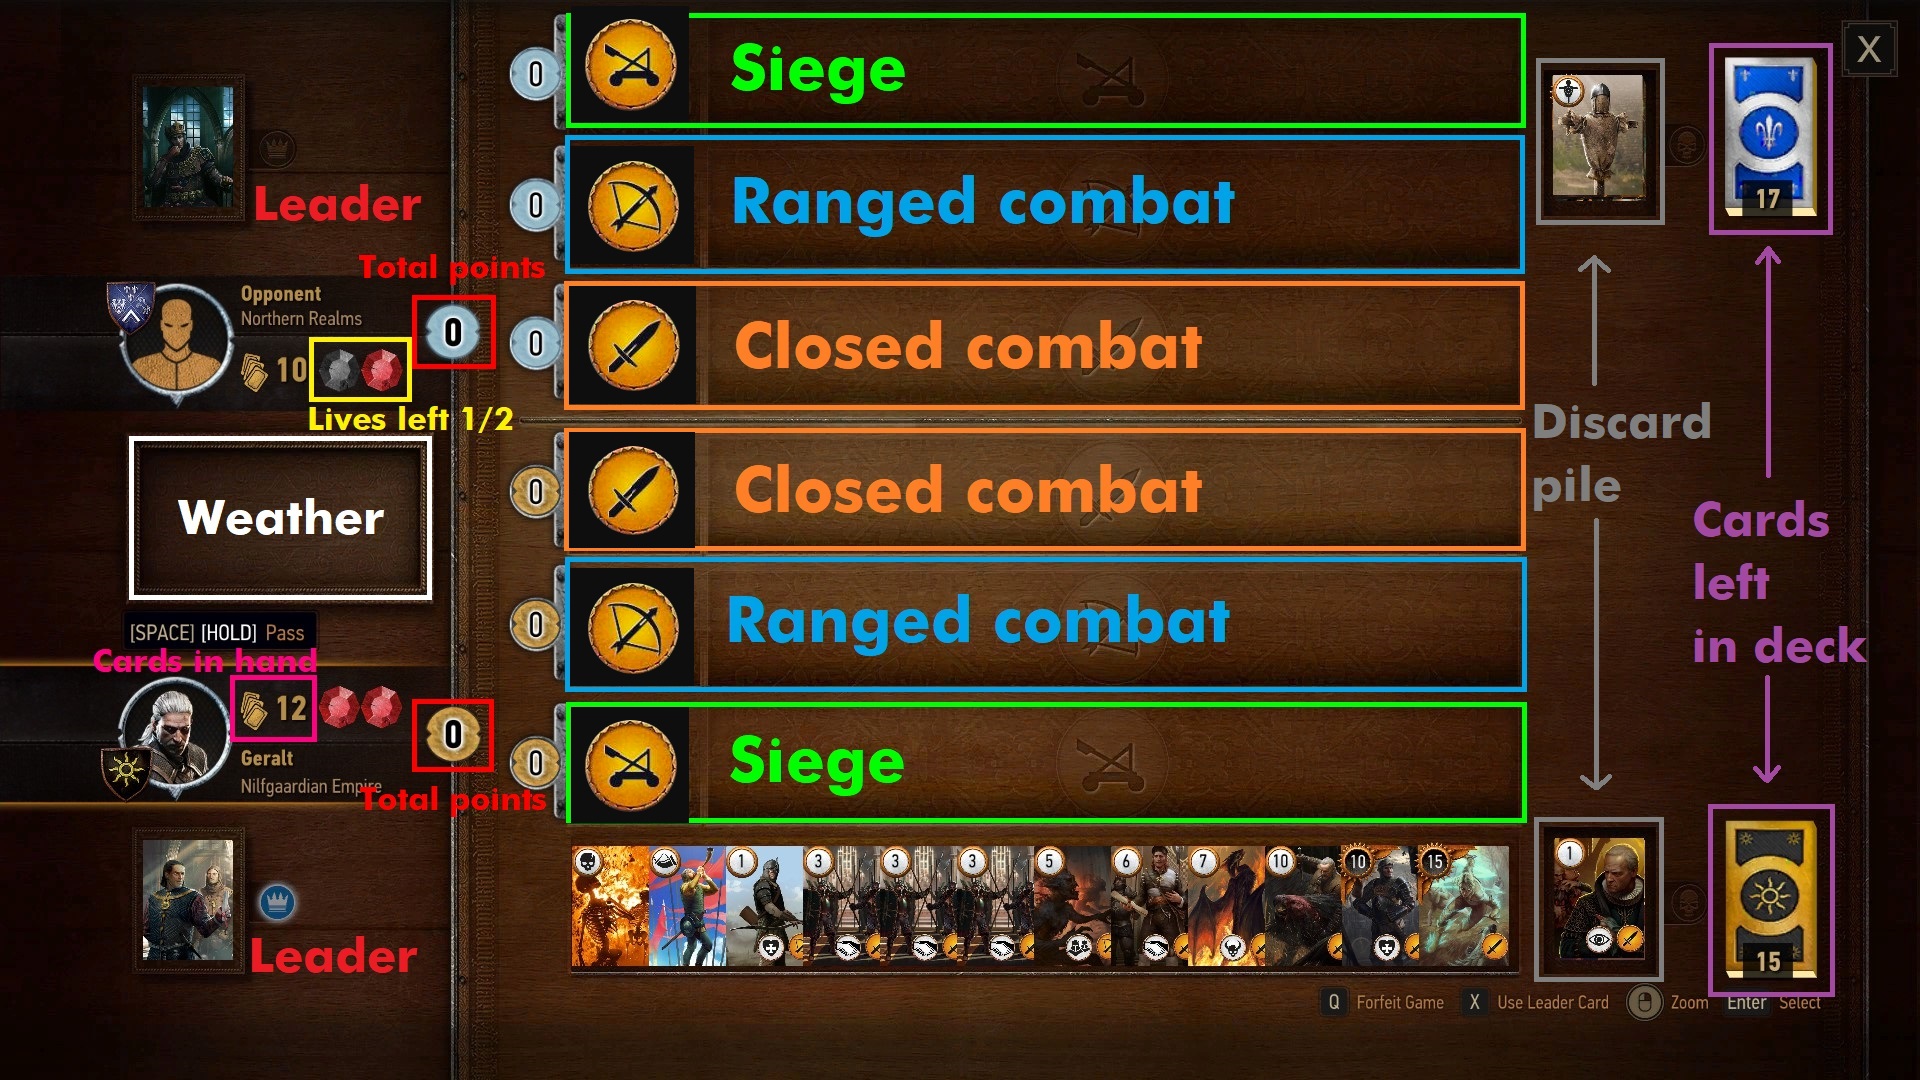 0
Siege
X
17
Leader
0
Ranged combat
Total points
Opponent
Northern Realms
10
0
0
Closed combat
Lives left 1/2
Discard
pile
Weather
0
Closed combat
Cards
left
in deck
[SPACE] [HOLD] Pass
0
Ranged combat
Cards in hand
12
0
Geralt
Nilfgaardian Empire
Total points
0
Siege
Leader
1
3
3
3
5
6
7
10
10
15
1
15
Q Forfeit Game X Use Leader Card Zoom Enter Select